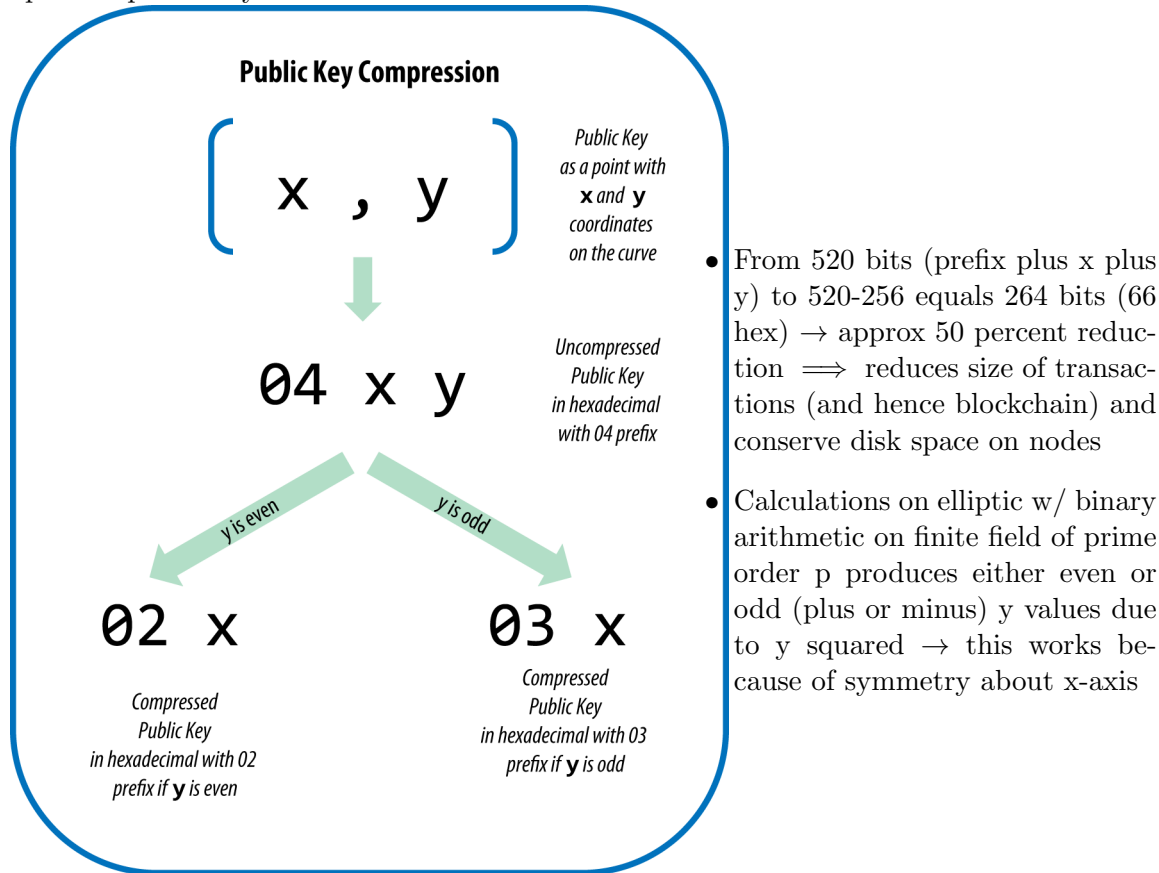 Public Key Compression
x , y
Public Key
as a point with
x and y
coordinates
on the curve
04 x y
Uncompressed
Public Key
in hexadecimal
with 04 prefix
y is even
y is odd
02 x
03 x
Compressed
Public Key
in hexadecimal with 02
prefix if y is even
Compressed
Public Key
in hexadecimal with 03
prefix if y is odd
• From 520 bits (prefix plus x plus
y) to 520-256 equals 264 bits (66
hex) → approx 50 percent reduc-
tion ⟹ reduces size of transac-
tions (and hence blockchain) and
conserve disk space on nodes
• Calculations on elliptic w/ binary
arithmetic on finite field of prime
order p produces either even or
odd (plus or minus) y values due
to y squared → this works be-
cause of symmetry about x-axis